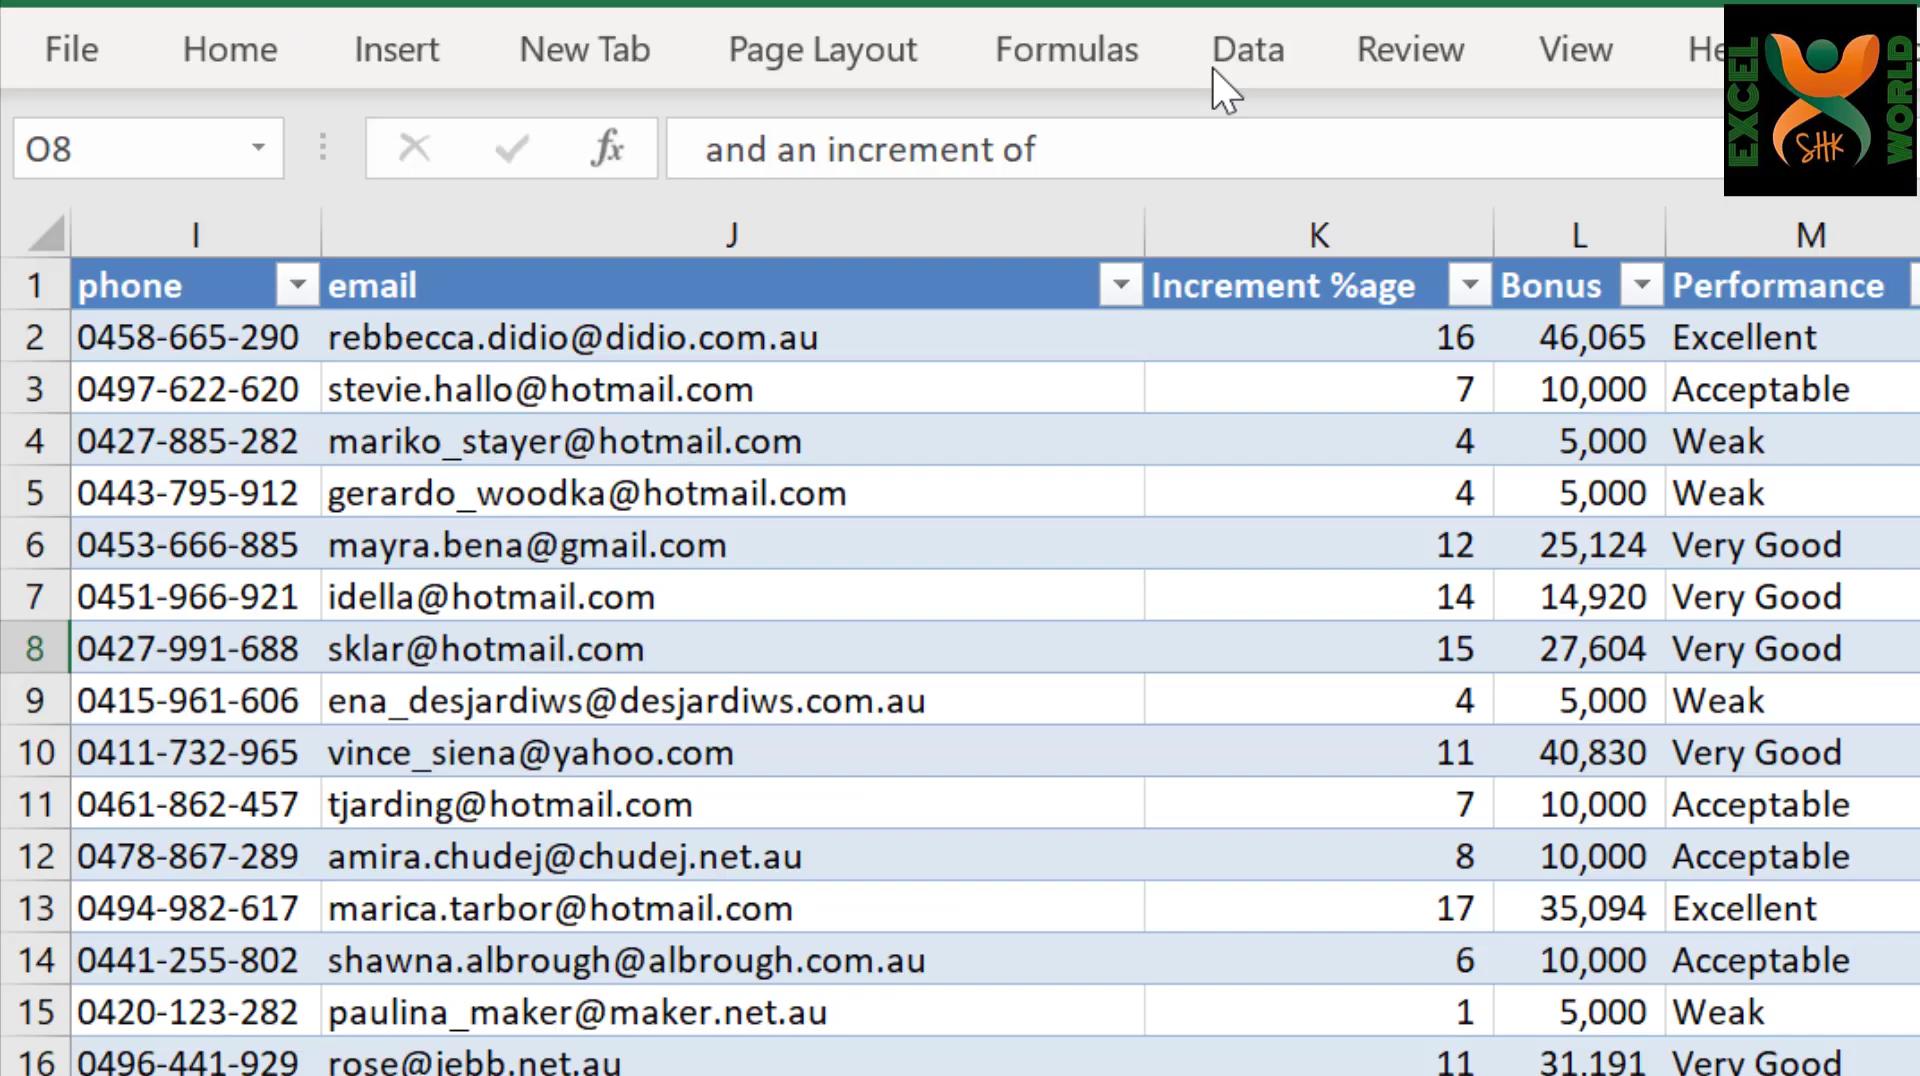 File Home Insert New Tab Page Layout Formulas Data Review View He
EXCEL SHK WORLD
O8 fx and an increment of
I J K L M
1 phone email Increment %age Bonus Performance
2 0458-665-290 rebbecca.didio@didio.com.au 16 46,065 Excellent
3 0497-622-620 stevie.hallo@hotmail.com 7 10,000 Acceptable
4 0427-885-282 mariko_stayer@hotmail.com 4 5,000 Weak
5 0443-795-912 gerardo_woodka@hotmail.com 4 5,000 Weak
6 0453-666-885 mayra.bena@gmail.com 12 25,124 Very Good
7 0451-966-921 idella@hotmail.com 14 14,920 Very Good
8 0427-991-688 sklar@hotmail.com 15 27,604 Very Good
9 0415-961-606 ena_desjardiws@desjardiws.com.au 4 5,000 Weak
10 0411-732-965 vince_siena@yahoo.com 11 40,830 Very Good
11 0461-862-457 tjarding@hotmail.com 7 10,000 Acceptable
12 0478-867-289 amira.chudej@chudej.net.au 8 10,000 Acceptable
13 0494-982-617 marica.tarbor@hotmail.com 17 35,094 Excellent
14 0441-255-802 shawna.albrough@albrough.com.au 6 10,000 Acceptable
15 0420-123-282 paulina_maker@maker.net.au 1 5,000 Weak
16 0496-441-929 rose@jebb.net.au 11 31,191 Very Good